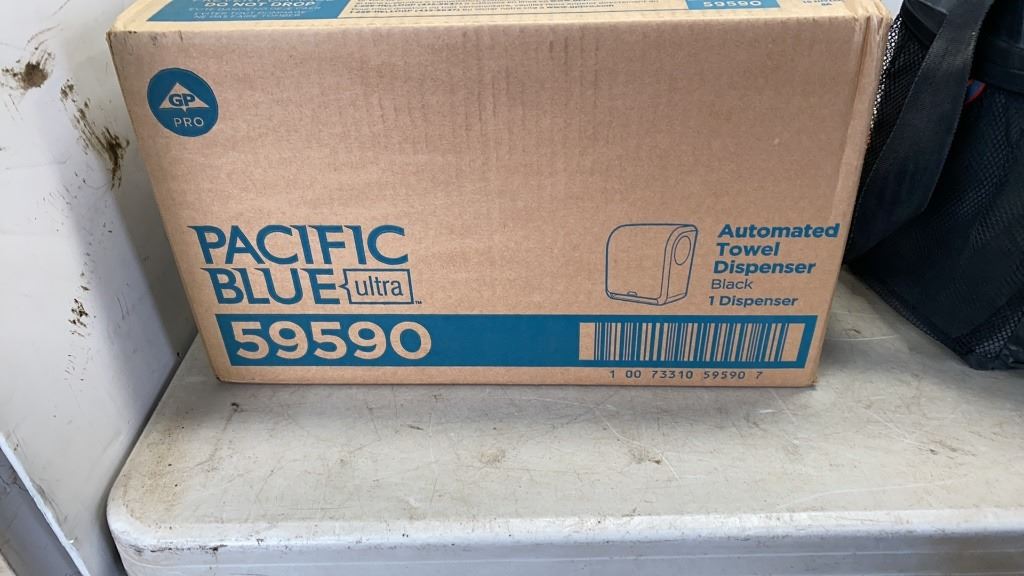 DO NOT DROP
59590
GP
PRO
PACIFIC
BLUE ultra™
Automated
Towel
Dispenser
Black
1 Dispenser
59590
1 00 73310 59590 7